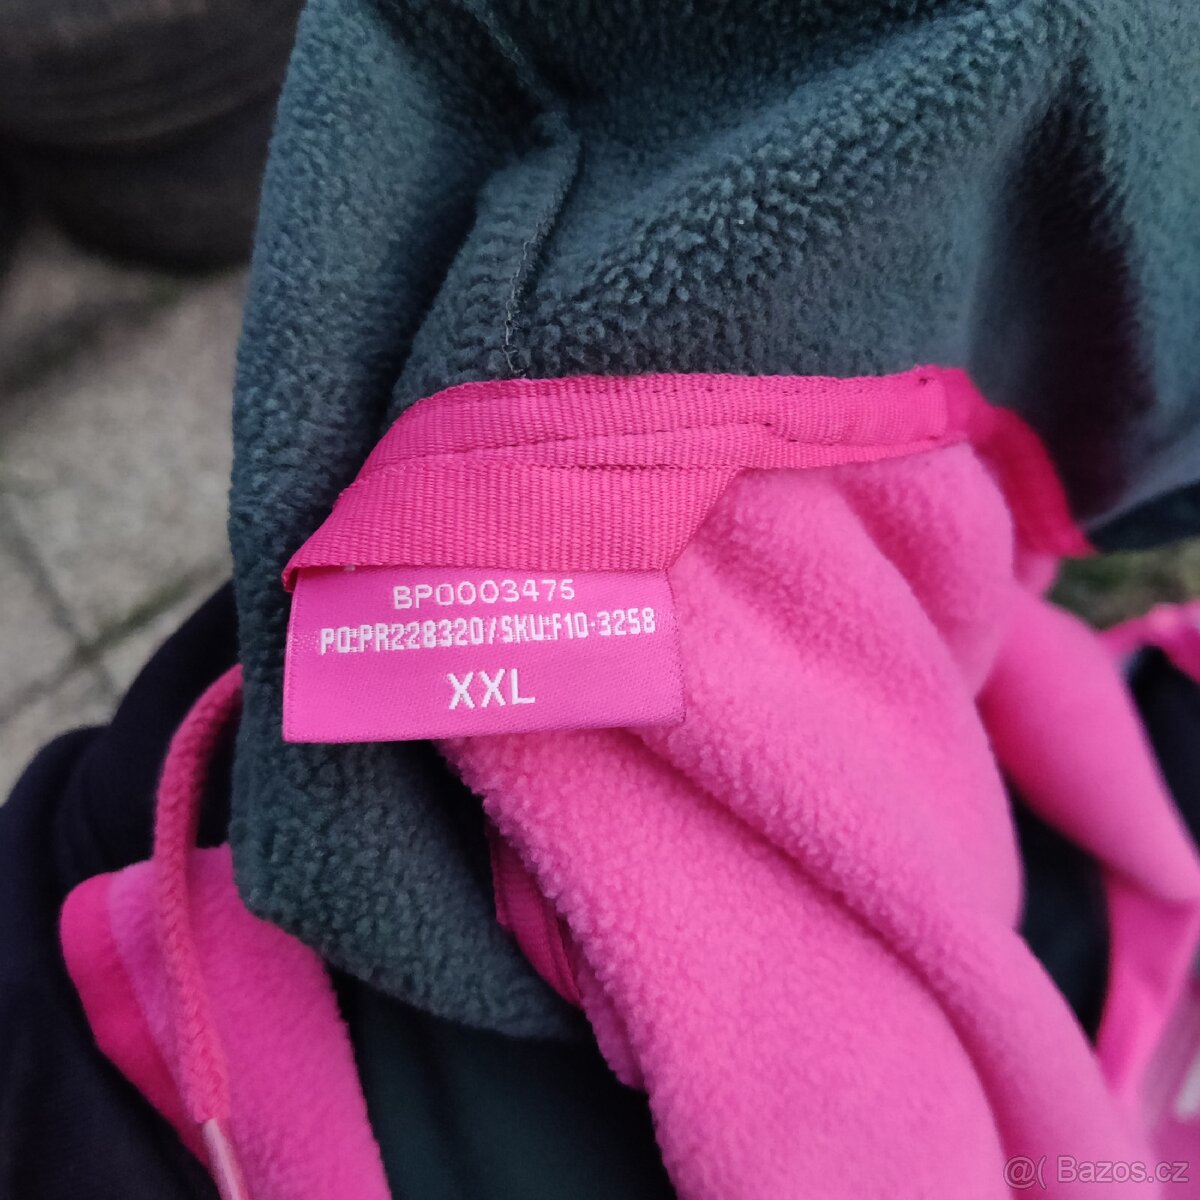 BP0003475
PO:PR228320/SKU:F10-3258
XXL
@( Bazos.cz